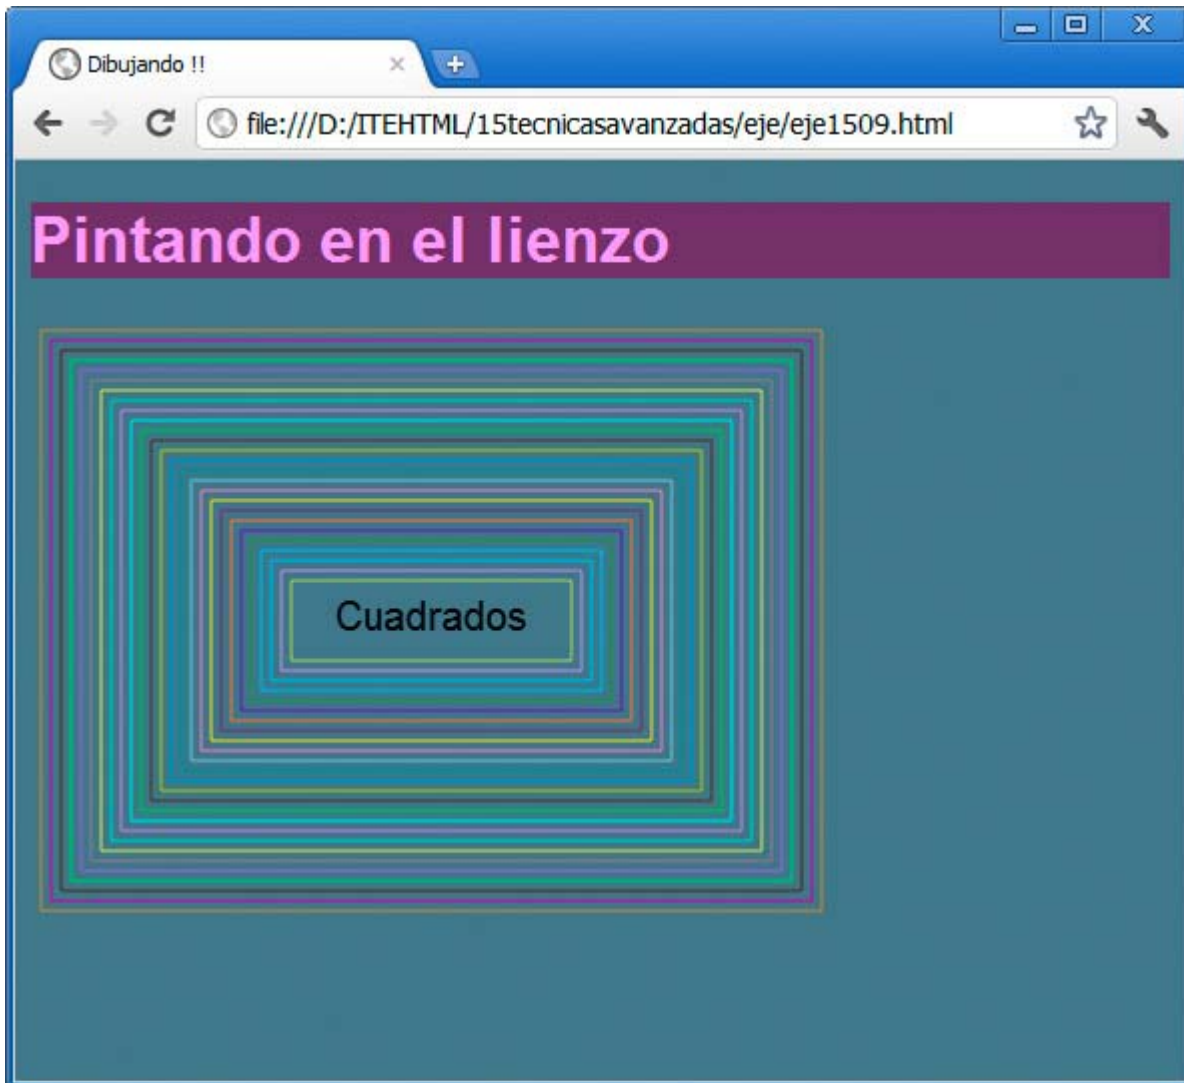 Dibujando !!
file:///D:/ITEHTML/15tecnicasavanzadas/eje/eje1509.html
Pintando en el lienzo
Cuadrados